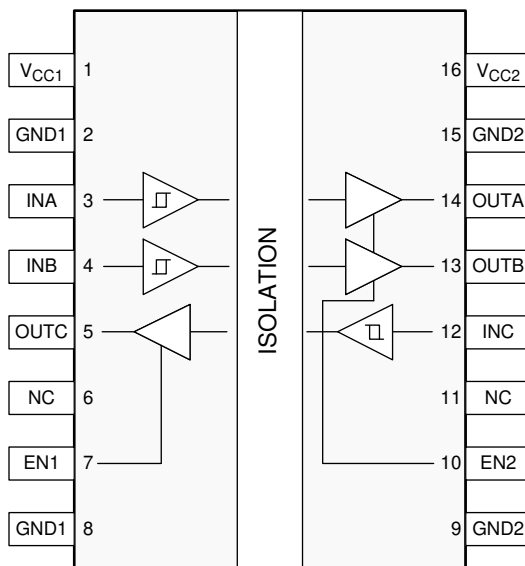 VCC1 1 16 VCC2
GND1 2 15 GND2
INA 3 14 OUTA
INB 4 13 OUTB
OUTC 5 12 INC
NC 6 11 NC
EN1 7 10 EN2
GND1 8 9 GND2
ISOLATION